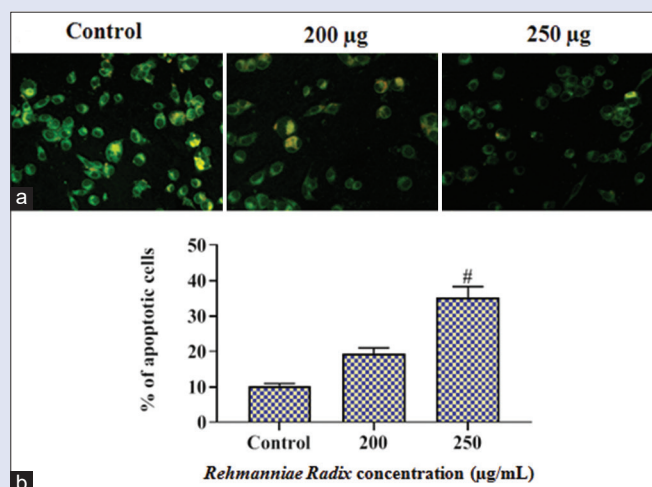 Control 200 µg 250 µg
a
50
40
30
20
10
0
% of apoptotic cells
#
Control 200 250
Rehmanniae Radix concentration (µg/mL)
b